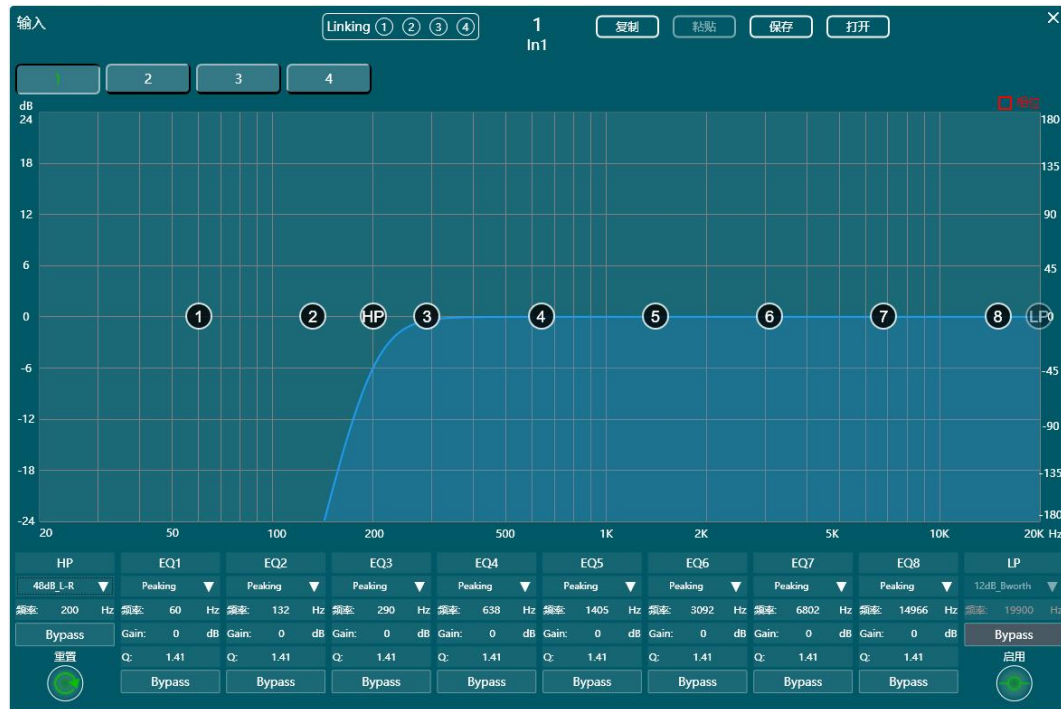 输入 Linking 1 2 3 4 1 复制 粘贴 保存 打开 ×
In1
1 2 3 4
dB 相位
24 180
18 135
12 90
6 45
0 1 2 HP 3 4 5 6 7 8 LP 0
-6 -45
-12 -90
-18 -135
-24 -180
20 50 100 200 500 1K 2K 5K 10K 20K Hz
HP EQ1 EQ2 EQ3 EQ4 EQ5 EQ6 EQ7 EQ8 LP
48dB_L-R Peaking Peaking Peaking Peaking Peaking Peaking Peaking Peaking 12dB_Bworth
频率: 200 Hz 频率: 60 Hz 频率: 132 Hz 频率: 290 Hz 频率: 638 Hz 频率: 1405 Hz 频率: 3092 Hz 频率: 6802 Hz 频率: 14966 Hz 频率: 19900 Hz
Bypass Gain: 0 dB Gain: 0 dB Gain: 0 dB Gain: 0 dB Gain: 0 dB Gain: 0 dB Gain: 0 dB Gain: 0 dB Bypass
重置 Q: 1.41 Q: 1.41 Q: 1.41 Q: 1.41 Q: 1.41 Q: 1.41 Q: 1.41 Q: 1.41 启用
Bypass Bypass Bypass Bypass Bypass Bypass Bypass Bypass